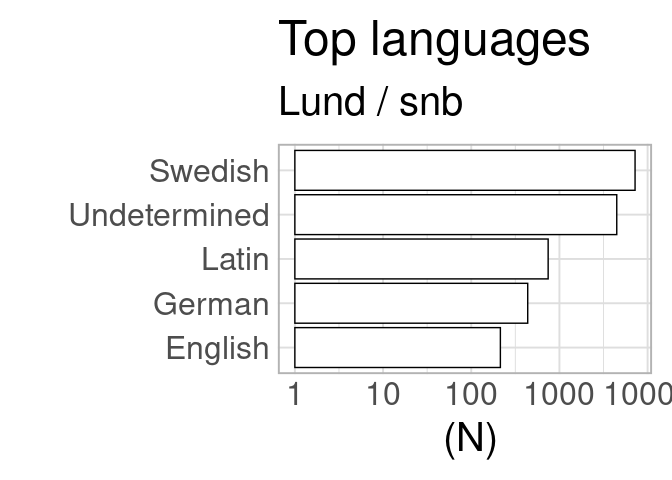 Top languages
Lund / snb
Swedish
Undetermined
Latin
German
English
1 10 100 1000 1000
(N)